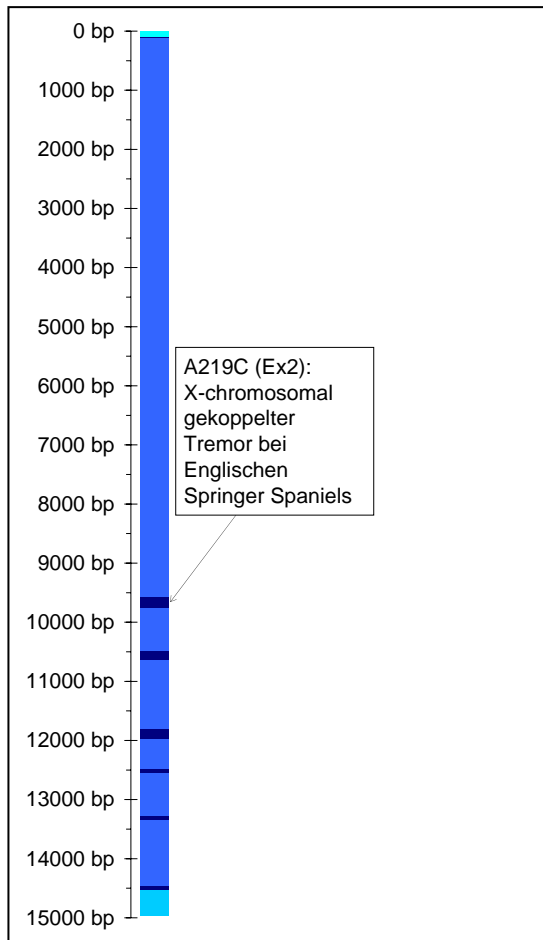 0 bp
1000 bp
2000 bp
3000 bp
4000 bp
5000 bp
6000 bp
7000 bp
8000 bp
9000 bp
10000 bp
11000 bp
12000 bp
13000 bp
14000 bp
15000 bp
A219C (Ex2):
X-chromosomal
gekoppelter
Tremor bei
Englischen
Springer Spaniels